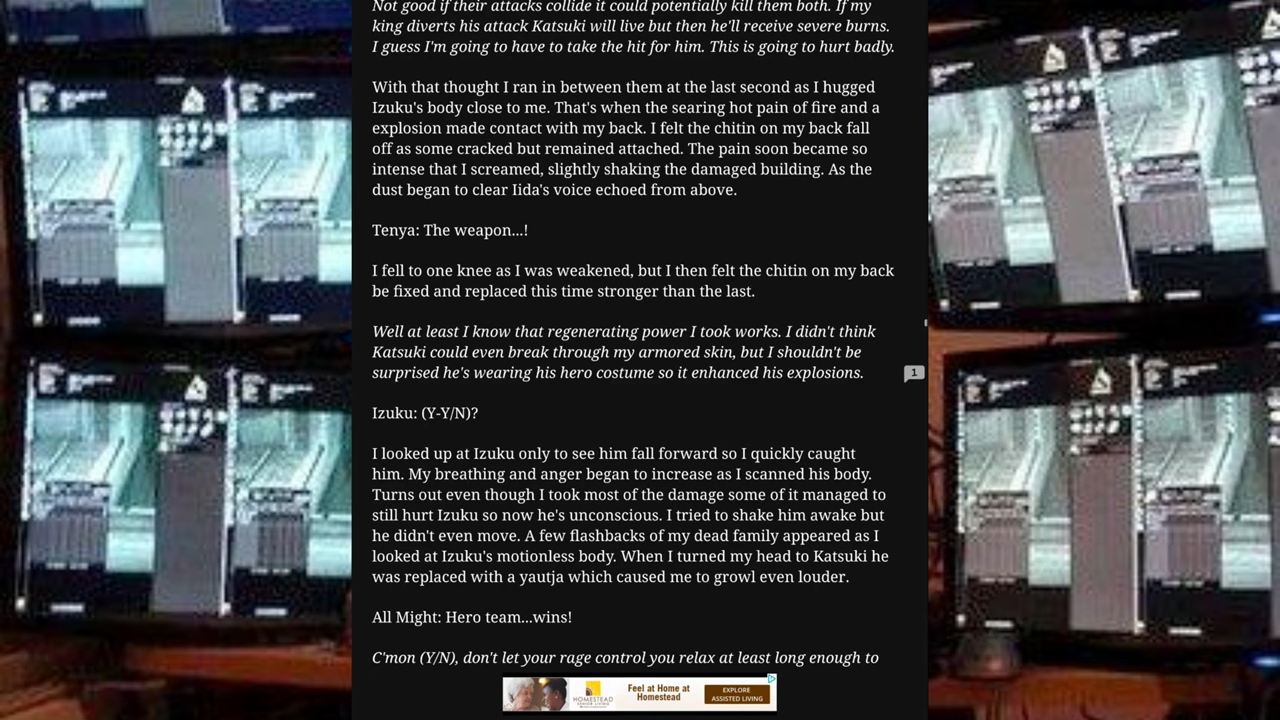 Not good if their attacks collide it could potentially kill them both. If my
king diverts his attack Katsuki will live but then he'll receive severe burns.
I guess I'm going to have to take the hit for him. This is going to hurt badly.
With that thought I ran in between them at the last second as I hugged
Izuku's body close to me. That's when the searing hot pain of fire and a
explosion made contact with my back. I felt the chitin on my back fall
off as some cracked but remained attached. The pain soon became so
intense that I screamed, slightly shaking the damaged building. As the
dust began to clear Iida's voice echoed from above.
Tenya: The weapon...!
I fell to one knee as I was weakened, but I then felt the chitin on my back
be fixed and replaced this time stronger than the last.
Well at least I know that regenerating power I took works. I didn't think
Katsuki could even break through my armored skin, but I shouldn't be
surprised he's wearing his hero costume so it enhanced his explosions.
1
Izuku: (Y-Y/N)?
I looked up at Izuku only to see him fall forward so I quickly caught
him. My breathing and anger began to increase as I scanned his body.
Turns out even though I took most of the damage some of it managed to
still hurt Izuku so now he's unconscious. I tried to shake him awake but
he didn't even move. A few flashbacks of my dead family appeared as I
looked at Izuku's motionless body. When I turned my head to Katsuki he
was replaced with a yautja which caused me to growl even louder.
All Might: Hero team...wins!
C'mon (Y/N), don't let your rage control you relax at least long enough to
HOMESTEAD
Feel at Home at
Homestead
EXPLORE
ASSISTED LIVING